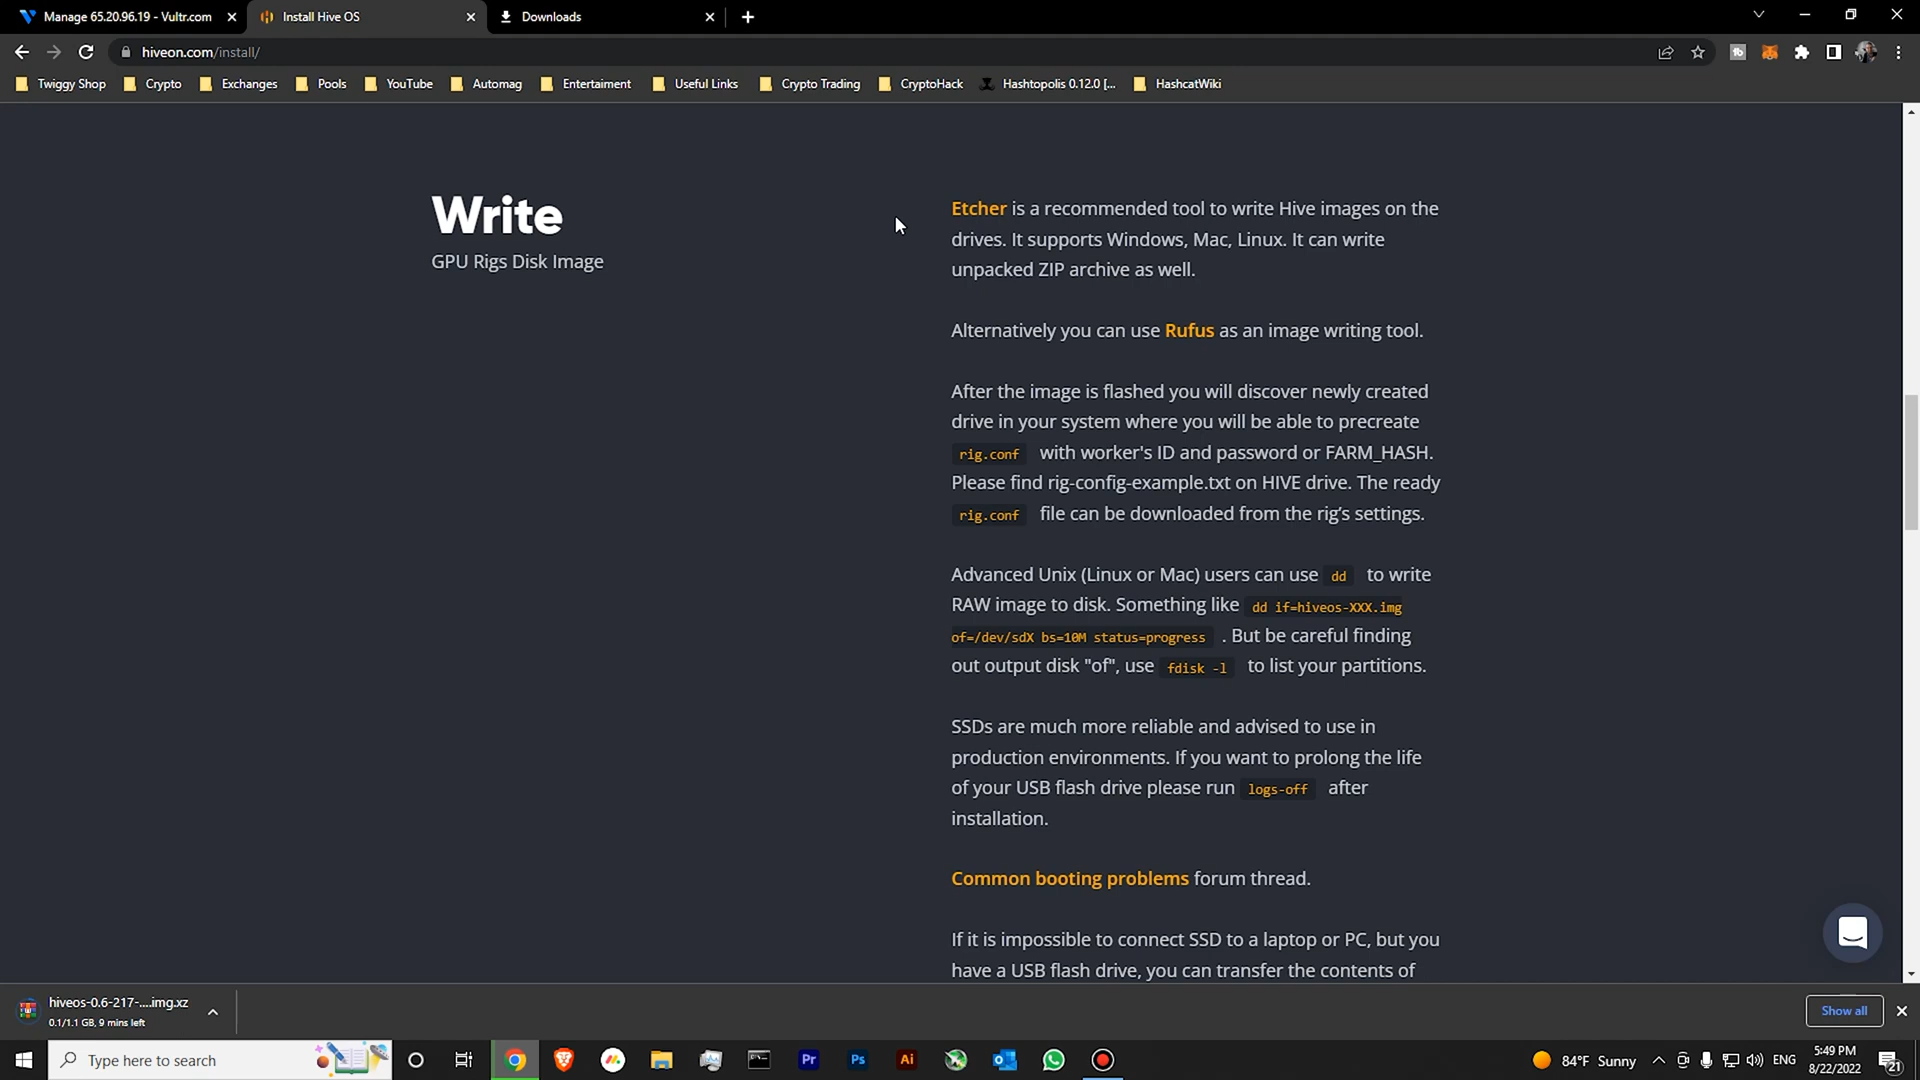 Manage 65.20.96.19 - Vultr.com
Install Hive OS
Downloads
hiveon.com/install/
Twiggy Shop
Crypto
Exchanges
Pools
YouTube
Automag
Entertaiment
Useful Links
Crypto Trading
CryptoHack
Hashtopolis 0.12.0 [...
HashcatWiki
Write
GPU Rigs Disk Image
Etcher is a recommended tool to write Hive images on the
drives. It supports Windows, Mac, Linux. It can write
unpacked ZIP archive as well.
Alternatively you can use Rufus as an image writing tool.
After the image is flashed you will discover newly created
drive in your system where you will be able to precreate
rig.conf with worker's ID and password or FARM_HASH.
Please find rig-config-example.txt on HIVE drive. The ready
rig.conf file can be downloaded from the rig’s settings.
Advanced Unix (Linux or Mac) users can use dd to write
RAW image to disk. Something like dd if=hiveos-XXX.img
of=/dev/sdX bs=10M status=progress . But be careful finding
out output disk "of", use fdisk -l to list your partitions.
SSDs are much more reliable and advised to use in
production environments. If you want to prolong the life
of your USB flash drive please run logs-off after
installation.
Common booting problems forum thread.
If it is impossible to connect SSD to a laptop or PC, but you
have a USB flash drive, you can transfer the contents of
hiveos-0.6-217-....img.xz
0.1/1.1 GB, 9 mins left
Show all
Type here to search
Pr
Ps
Ai
84°F Sunny
ENG
5:49 PM
8/22/2022
21